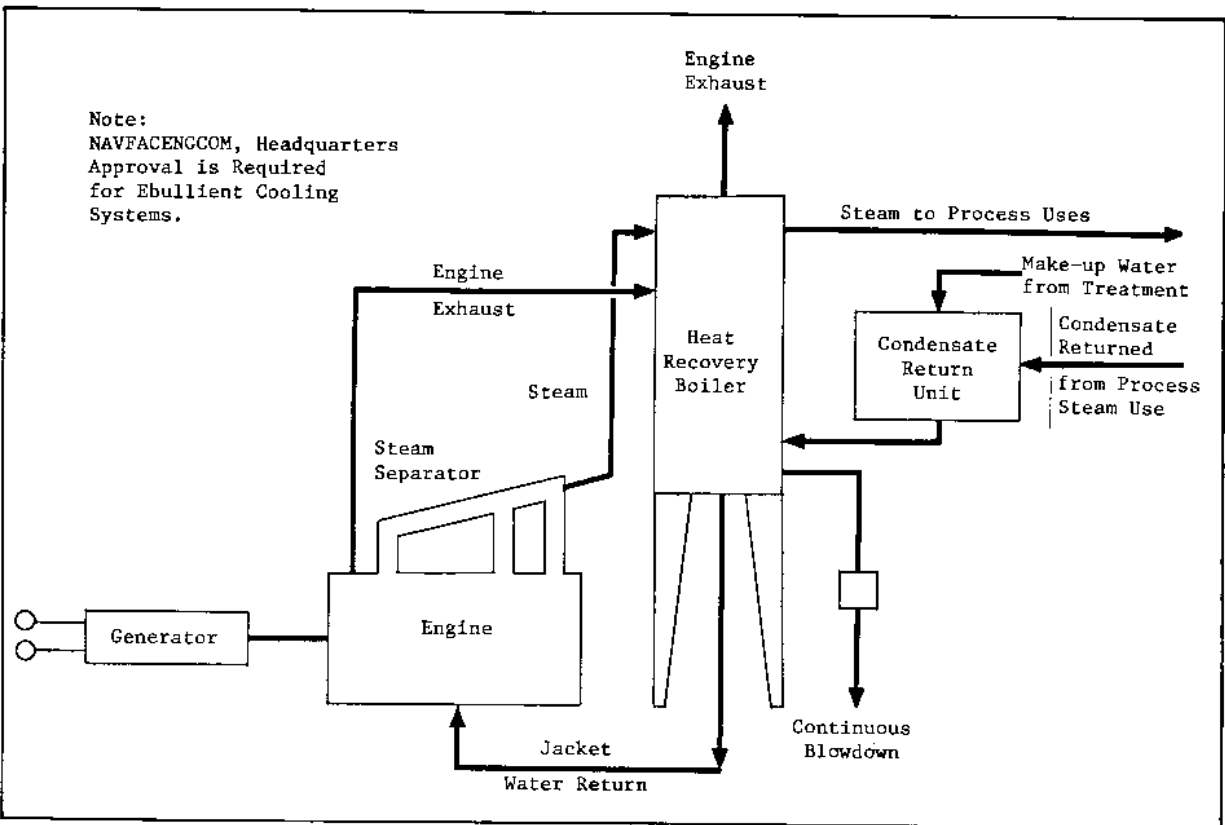 Engine
Exhaust
Note:
NAVFACENGCOM, Headquarters
Approval is Required
for Ebullient Cooling
Systems.
Steam to Process Uses
Make-up Water
from Treatment
Engine
Exhaust
Heat
Recovery
Boiler
Condensate
Return
Unit
Condensate
Returned
from Process
Steam Use
Steam
Steam
Separator
Generator
Engine
Continuous
Blowdown
Jacket
Water Return